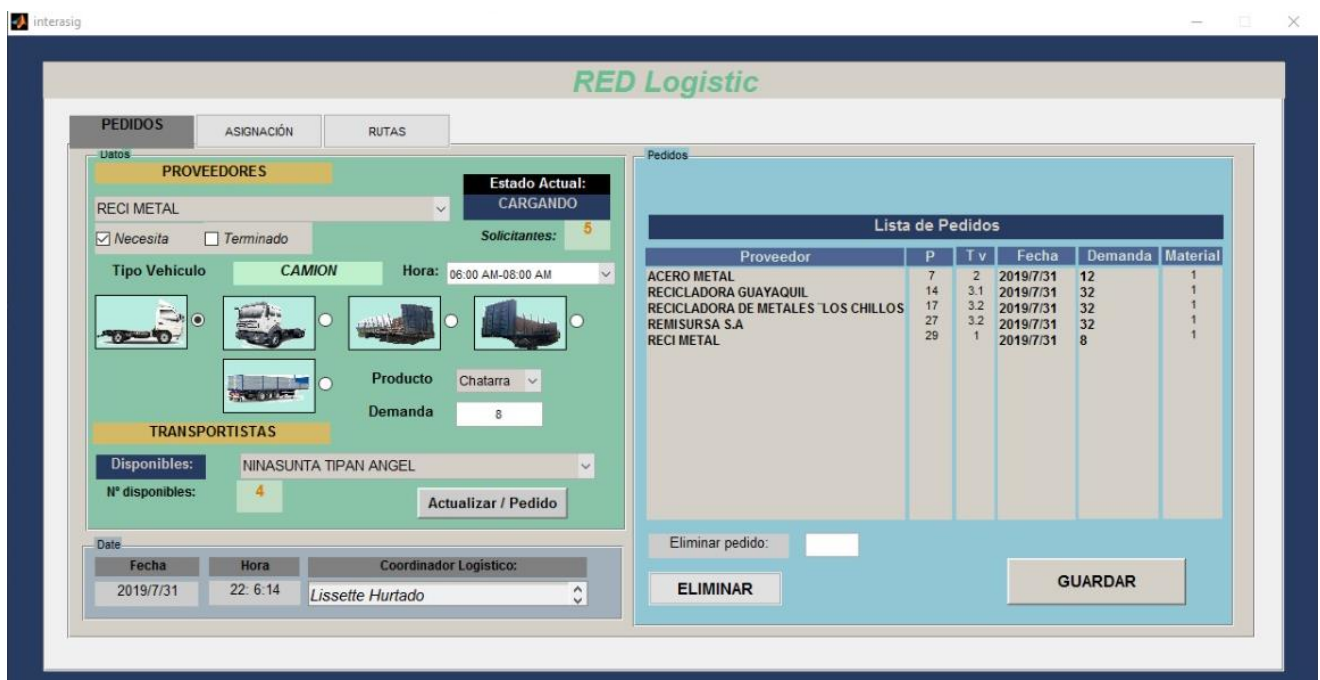 interasig
RED Logistic
PEDIDOS
ASIGNACIÓN
RUTAS
Datos
PROVEEDORES
Estado Actual:
RECI METAL
CARGANDO
Necesita
Terminado
Solicitantes:
5
Tipo Vehiculo
CAMION
Hora:
06:00 AM-08:00 AM
Producto
Chatarra
Demanda
8
TRANSPORTISTAS
Disponibles:
NINASUNTA TIPAN ANGEL
Nº disponibles:
4
Actualizar / Pedido
Date
Fecha
Hora
Coordinador Logistico:
2019/7/31
22: 6:14
Lissette Hurtado
Pedidos
Lista de Pedidos
Proveedor P T v Fecha Demanda Material
ACERO METAL 7 2 2019/7/31 12 1
RECICLADORA GUAYAQUIL 14 3.1 2019/7/31 32 1
RECICLADORA DE METALES ¨LOS CHILLOS 17 3.2 2019/7/31 32 1
REMISURSA S.A 27 3.2 2019/7/31 32 1
RECI METAL 29 1 2019/7/31 8 1
Eliminar pedido:
ELIMINAR
GUARDAR